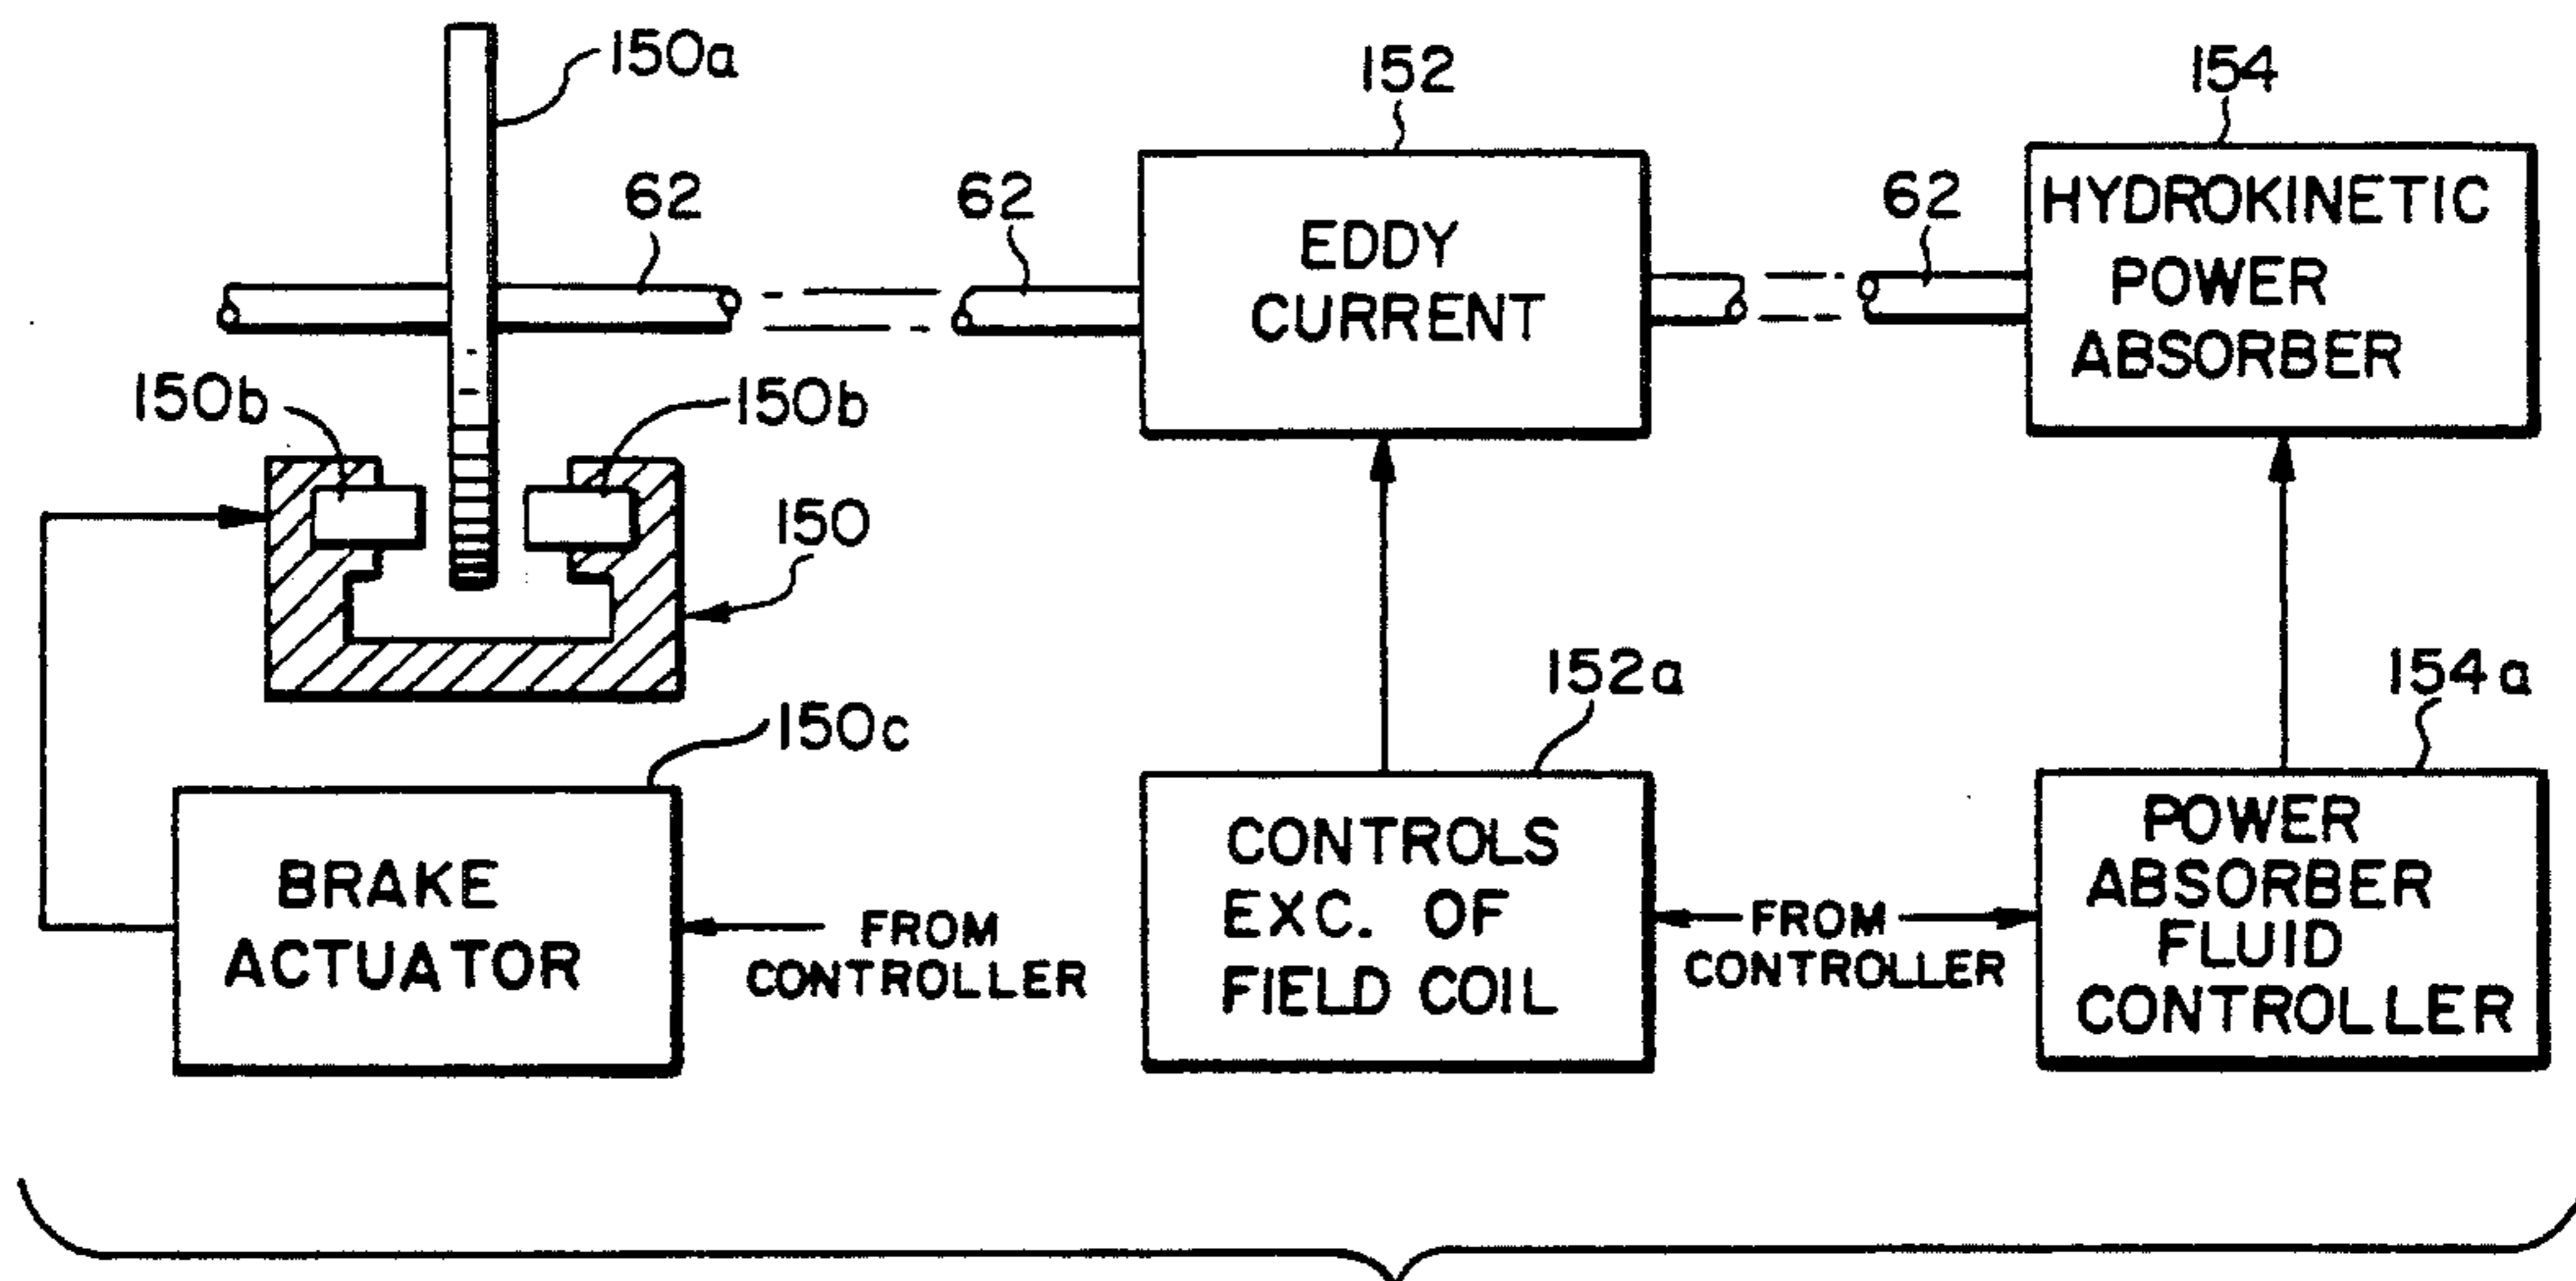 150a
152
154
62
62
62
EDDY
CURRENT
HYDROKINETIC
POWER
ABSORBER
150b
150b
150
150c
152a
154a
BRAKE
ACTUATOR
FROM
CONTROLLER
CONTROLS
EXC. OF
FIELD COIL
FROM
CONTROLLER
POWER
ABSORBER
FLUID
CONTROLLER